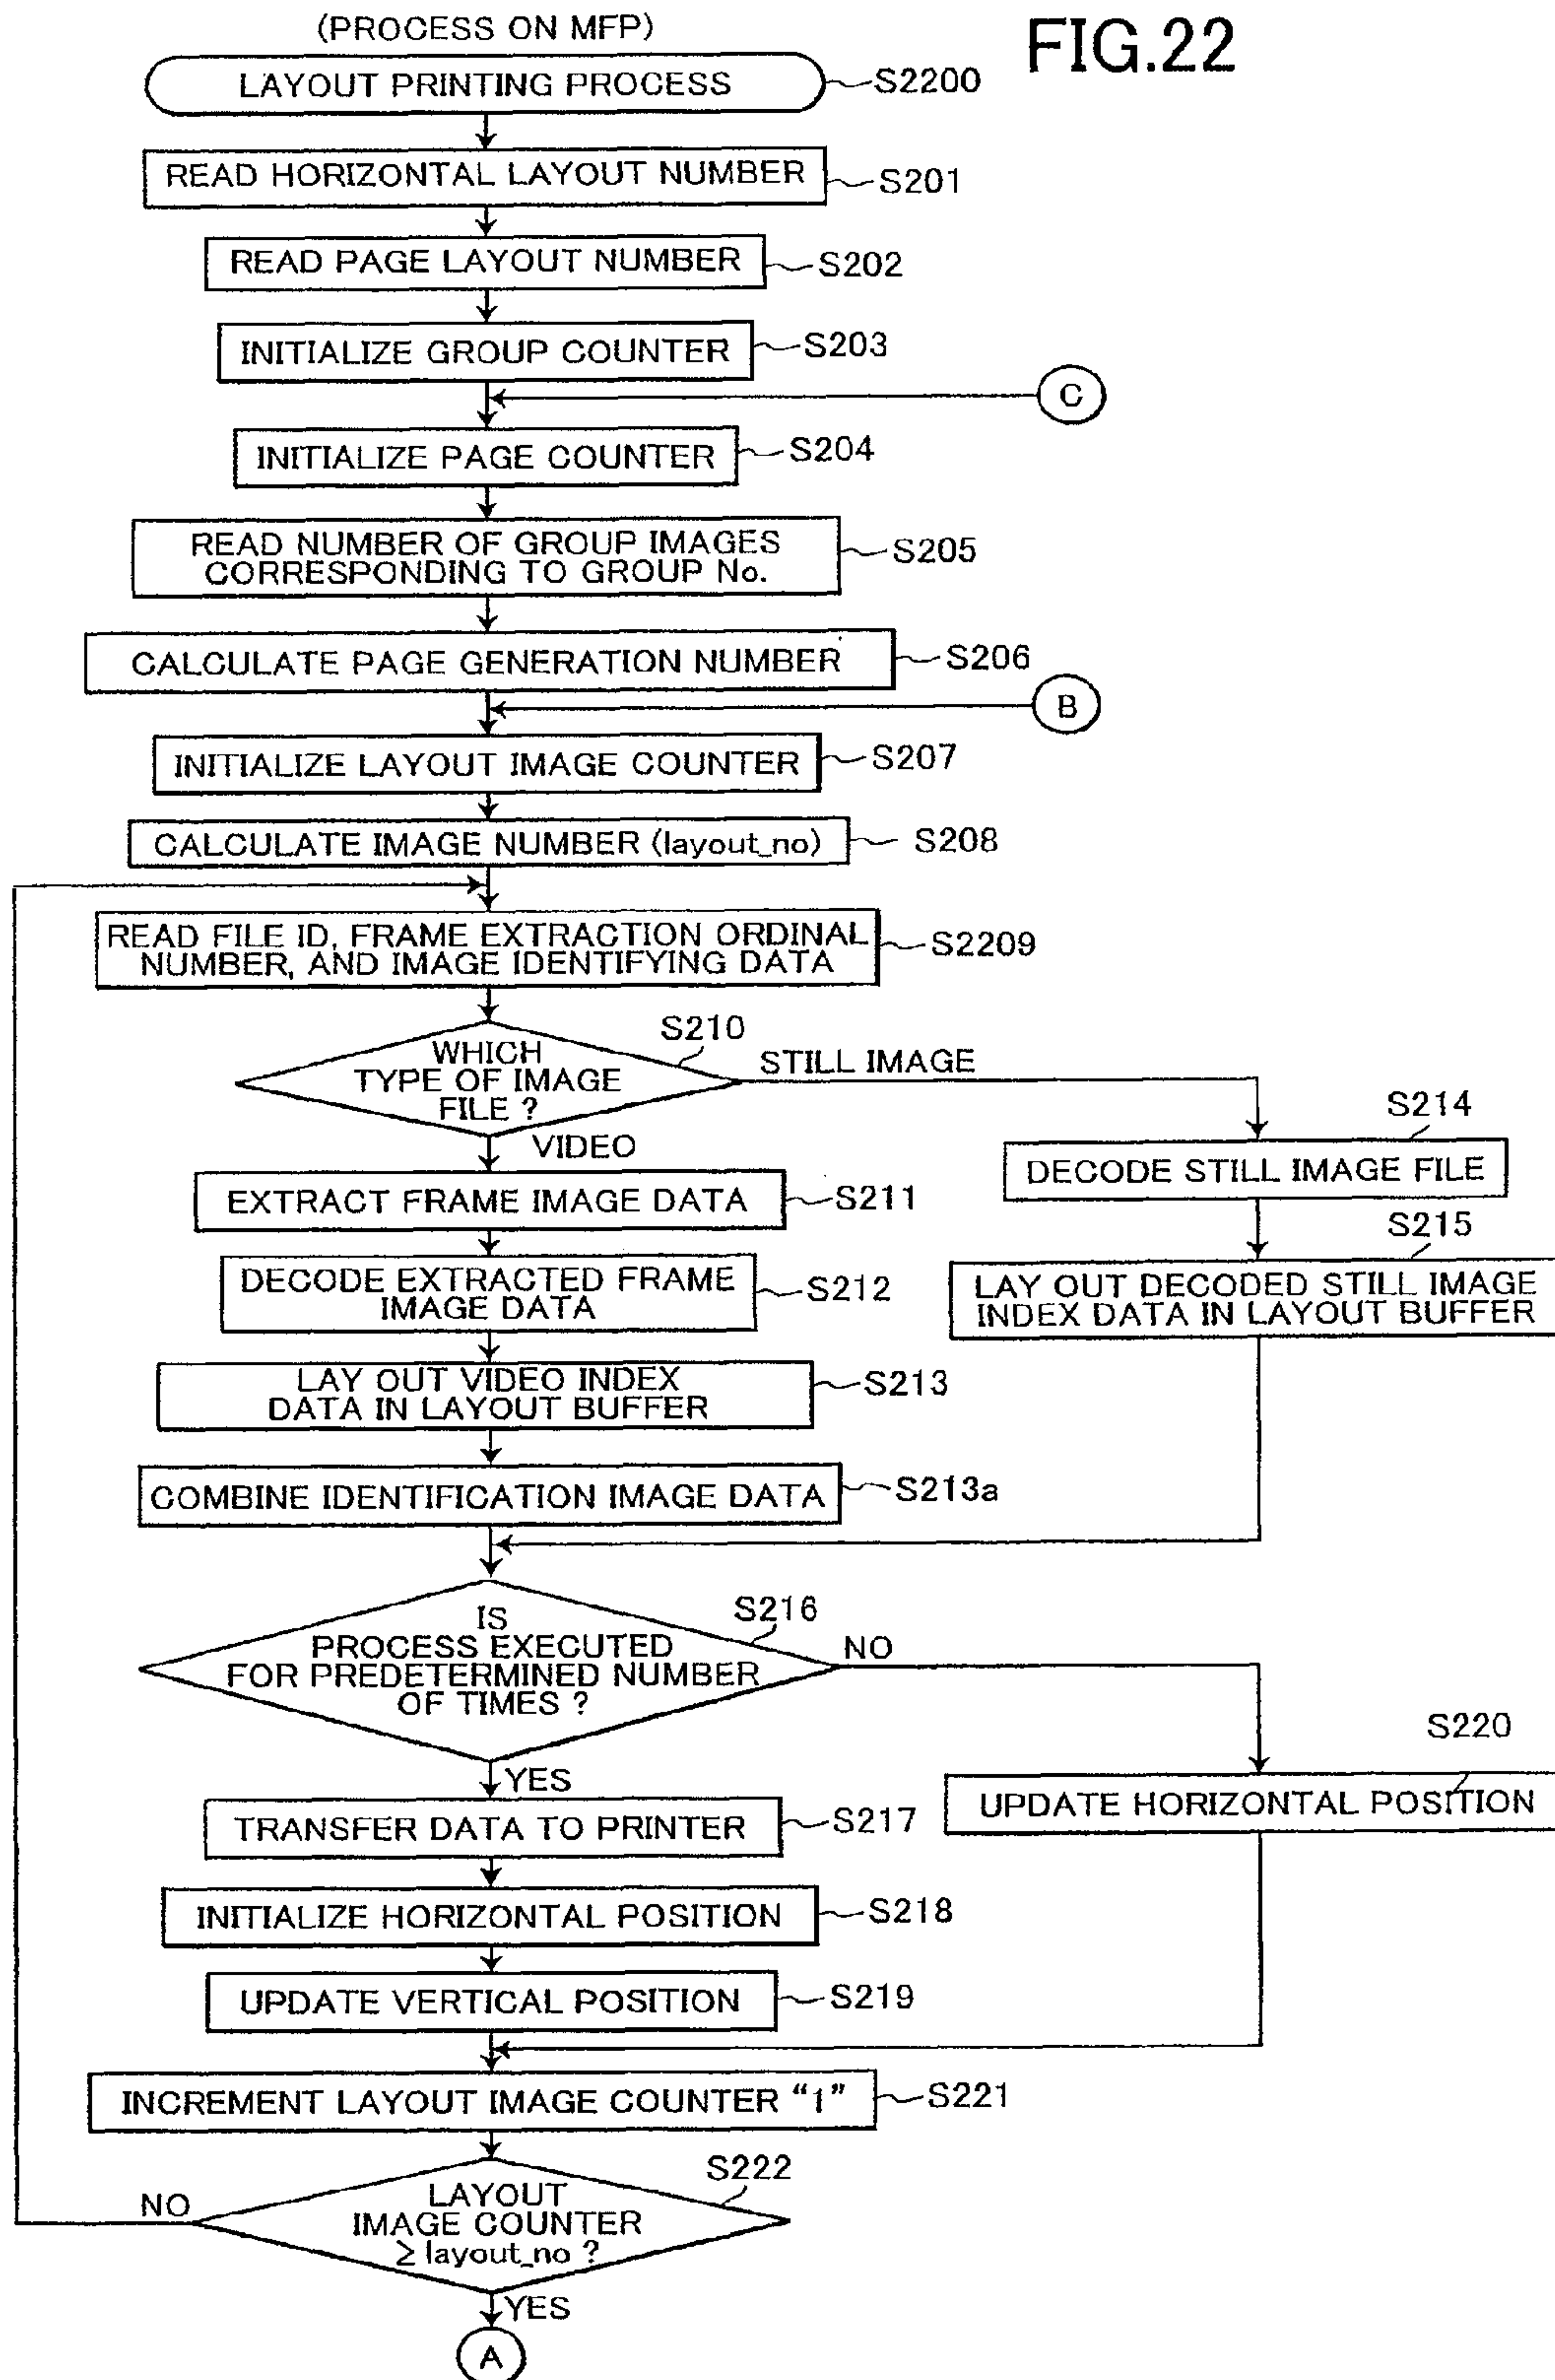 (PROCESS ON MFP)
FIG.22
LAYOUT PRINTING PROCESS
S2200
READ HORIZONTAL LAYOUT NUMBER
S201
READ PAGE LAYOUT NUMBER
S202
INITIALIZE GROUP COUNTER
S203
C
INITIALIZE PAGE COUNTER
S204
READ NUMBER OF GROUP IMAGES
CORRESPONDING TO GROUP No.
S205
CALCULATE PAGE GENERATION NUMBER
S206
B
INITIALIZE LAYOUT IMAGE COUNTER
S207
CALCULATE IMAGE NUMBER (layout_no)
S208
READ FILE ID, FRAME EXTRACTION ORDINAL
NUMBER, AND IMAGE IDENTIFYING DATA
S2209
S210
WHICH
TYPE OF IMAGE
FILE ?
STILL IMAGE
VIDEO
S214
DECODE STILL IMAGE FILE
EXTRACT FRAME IMAGE DATA
S211
S215
LAY OUT DECODED STILL IMAGE
INDEX DATA IN LAYOUT BUFFER
DECODE EXTRACTED FRAME
IMAGE DATA
S212
LAY OUT VIDEO INDEX
DATA IN LAYOUT BUFFER
S213
COMBINE IDENTIFICATION IMAGE DATA
S213a
S216
IS
PROCESS EXECUTED
FOR PREDETERMINED NUMBER
OF TIMES ?
NO
YES
S220
UPDATE HORIZONTAL POSITION
TRANSFER DATA TO PRINTER
S217
INITIALIZE HORIZONTAL POSITION
S218
UPDATE VERTICAL POSITION
S219
INCREMENT LAYOUT IMAGE COUNTER “1”
S221
S222
LAYOUT
IMAGE COUNTER
≥ layout_no ?
NO
YES
A